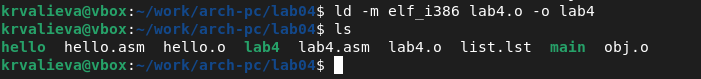 krvalieva@vbox:~/work/arch-pc/lab04$ ld -m elf_i386 lab4.o -o lab4
krvalieva@vbox:~/work/arch-pc/lab04$ ls
hello  hello.asm  hello.o  lab4  lab4.asm  lab4.o  list.lst  main  obj.o
krvalieva@vbox:~/work/arch-pc/lab04$